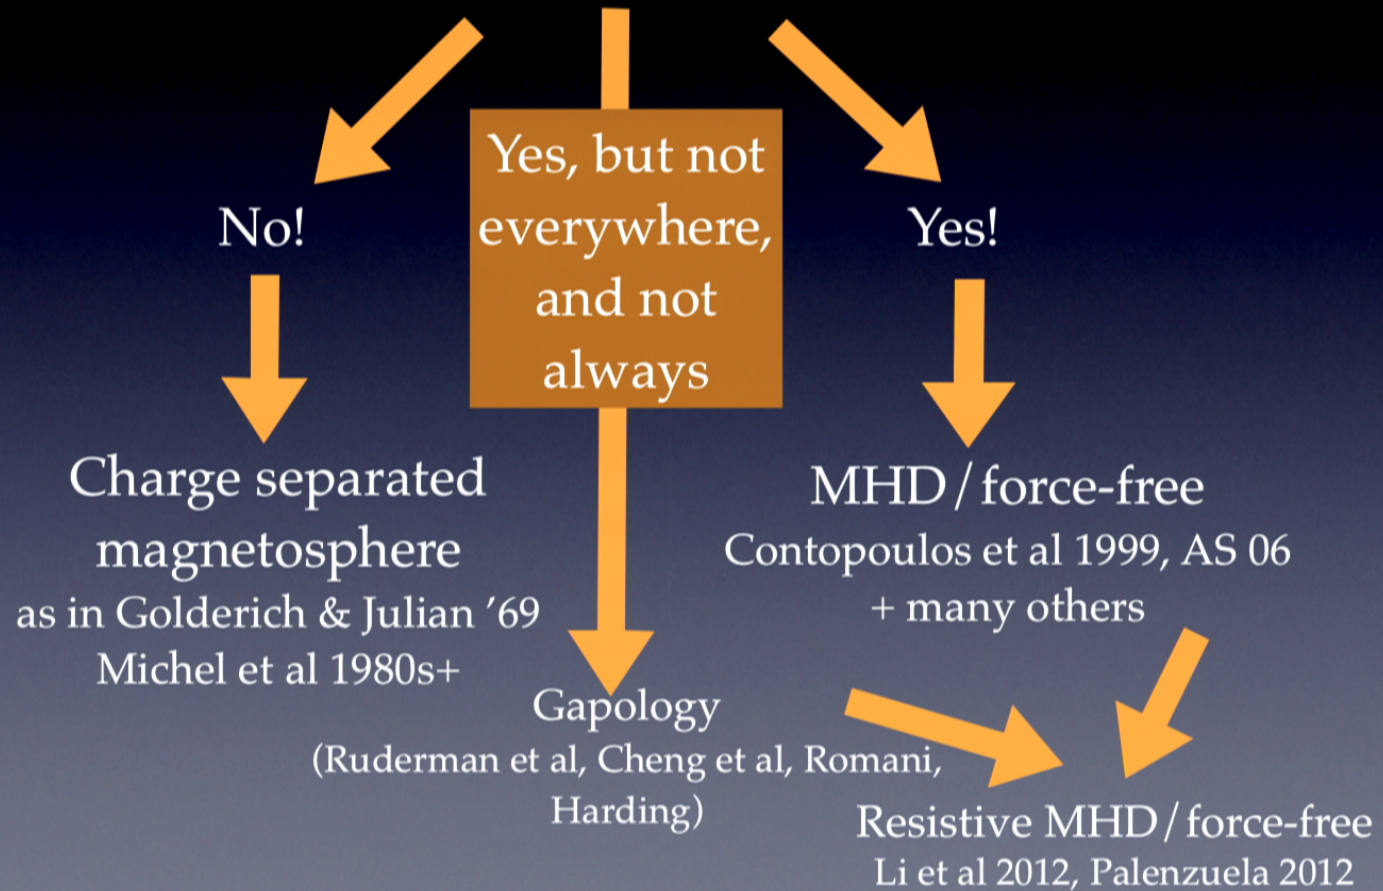 No!
Yes, but not
everywhere,
and not
always
Yes!
Charge separated
magnetosphere
as in Golderich & Julian ’69
Michel et al 1980s+
MHD/force-free
Contopoulos et al 1999, AS 06
+ many others
Gapology
(Ruderman et al, Cheng et al, Romani,
Harding)
Resistive MHD/force-free
Li et al 2012, Palenzuela 2012